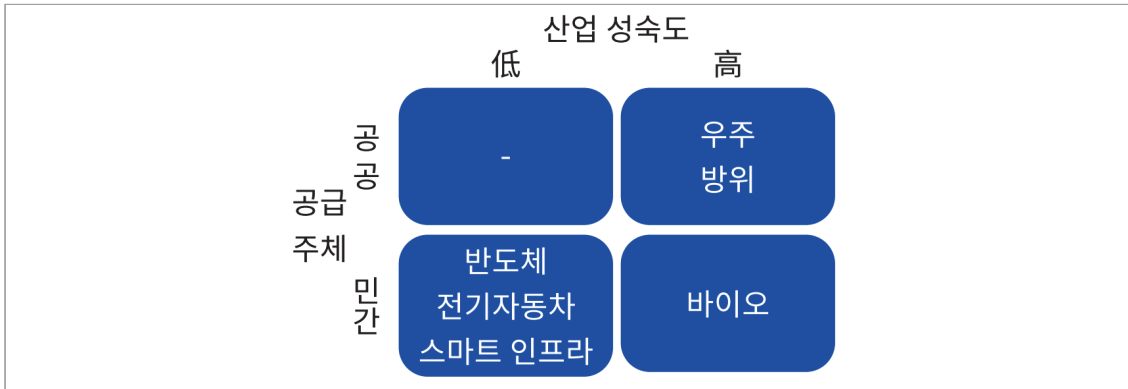 산업 성숙도
低
高
공급
주체
공
공
-
우주
방위
민
간
반도체
전기자동차
스마트 인프라
바이오